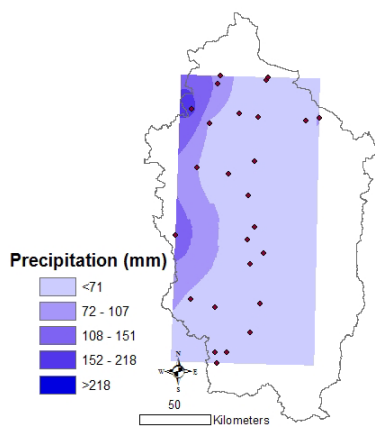 Precipitation (mm)
<71
72 - 107
108 - 151
152 - 218
>218
N
W E
S
50
Kilometers